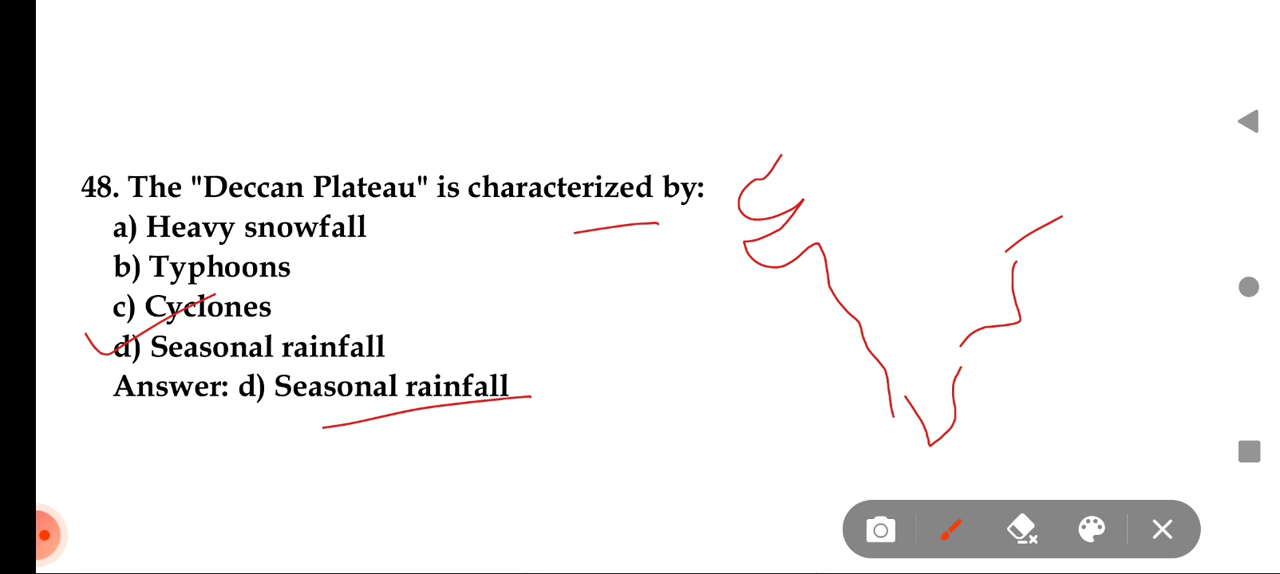 48. The "Deccan Plateau" is characterized by:
a) Heavy snowfall
b) Typhoons
c) Cyclones
d) Seasonal rainfall
Answer: d) Seasonal rainfall